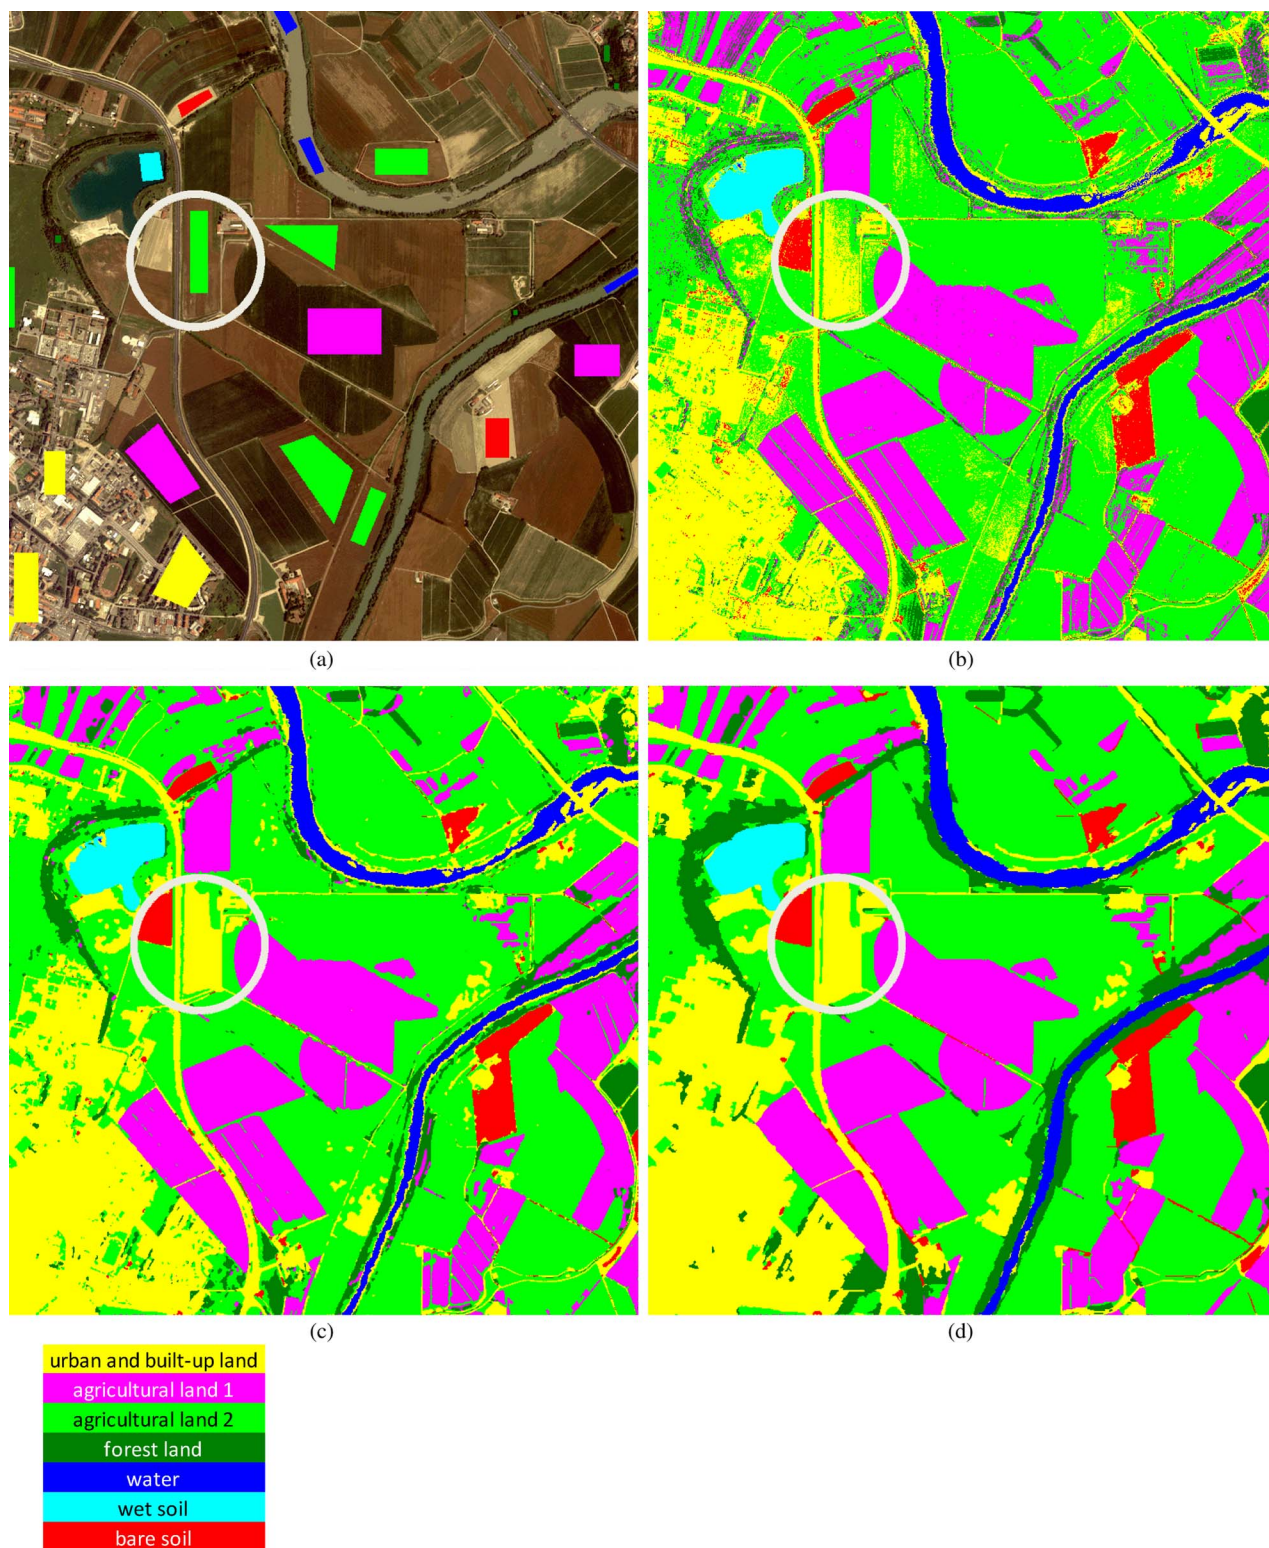 (a)
(b)
(c)
(d)
urban and built-up land
agricultural land 1
agricultural land 2
forest land
water
wet soil
bare soil